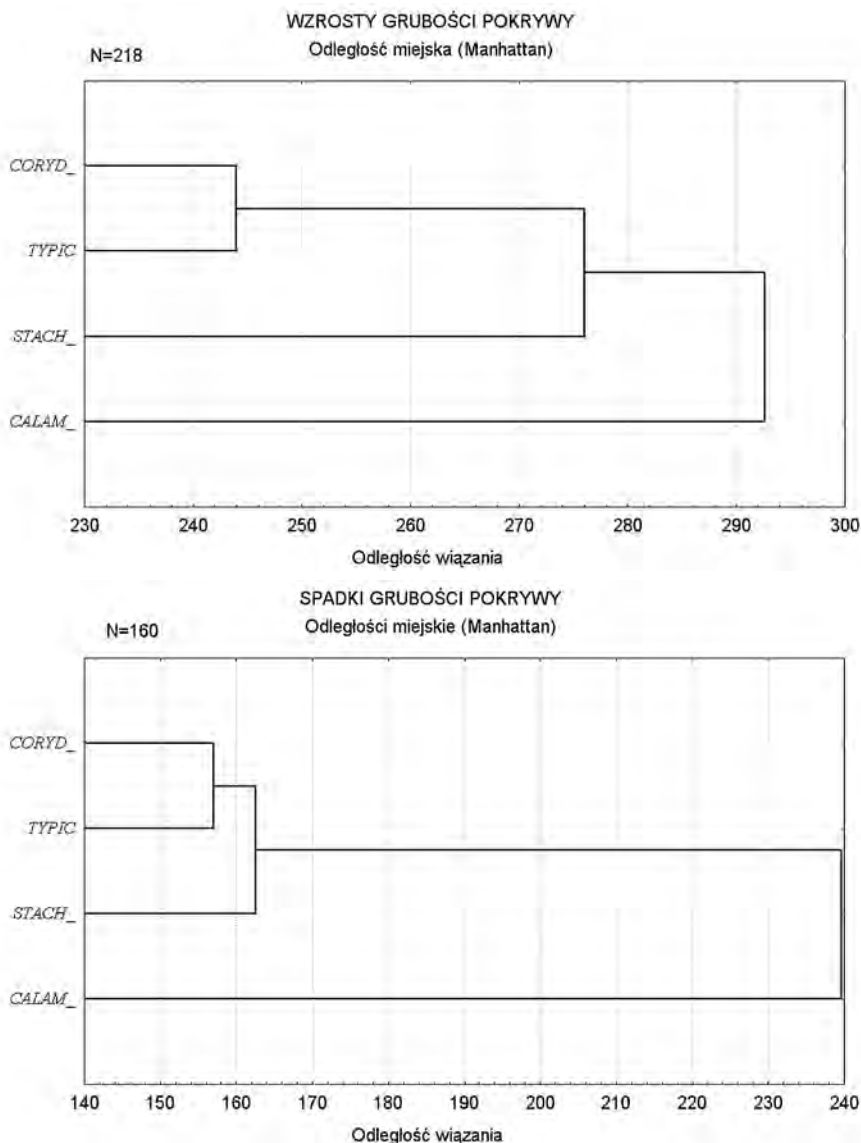 WZROSTY GRUBOŚCI POKRYWY
Odległość miejska (Manhattan)
N=218
CORYD_
TYPIC
STACH_
CALAM_
230 240 250 260 270 280 290 300
Odległość wiązania
SPADKI GRUBOŚCI POKRYWY
Odległości miejskie (Manhattan)
N=160
CORYD_
TYPIC
STACH_
CALAM_
140 150 160 170 180 190 200 210 220 230 240
Odległość wiązania